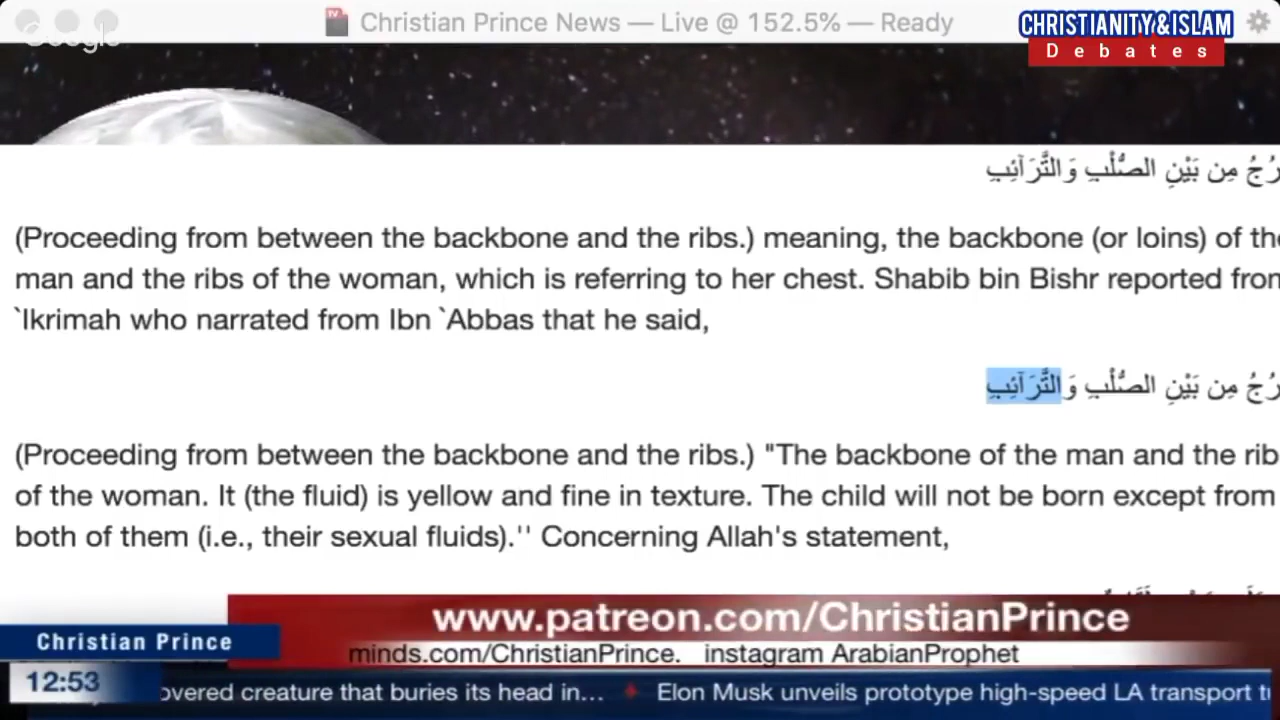 Christian Prince News — Live @ 152.5% — Ready
CHRISTIANITY&ISLAM
Debates
Google
رُجُ مِن بَيْنِ الصُّلْبِ وَالتَّرَآئِبِ
(Proceeding from between the backbone and the ribs.) meaning, the backbone (or loins) of the
man and the ribs of the woman, which is referring to her chest. Shabib bin Bishr reported from
`Ikrimah who narrated from Ibn `Abbas that he said,
رُجُ مِن بَيْنِ الصُّلْبِ وَالتَّرَآئِبِ
(Proceeding from between the backbone and the ribs.) "The backbone of the man and the rib
of the woman. It (the fluid) is yellow and fine in texture. The child will not be born except from
both of them (i.e., their sexual fluids).'' Concerning Allah's statement,
www.patreon.com/ChristianPrince
Christian Prince
minds.com/ChristianPrince. instagram ArabianProphet
12:53
overed creature that buries its head in... Elon Musk unveils prototype high-speed LA transport